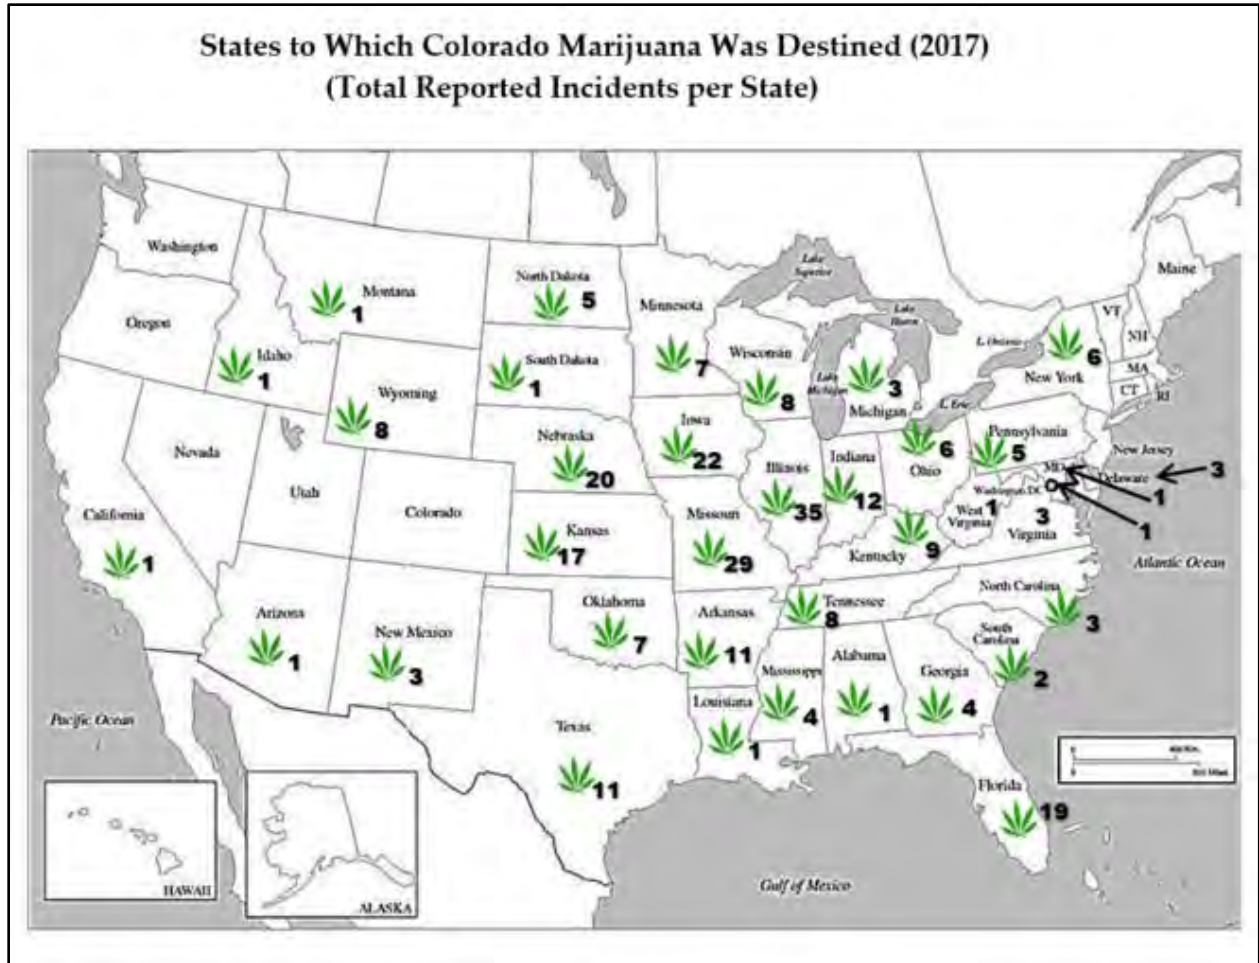 States to Which Colorado Marijuana Was Destined (2017)
(Total Reported Incidents per State)
Lake
Superior
Maine
Washington
North Dakota
5
Montana
1
Minnesota
7
Lake
Huron
VT
NH
Oregon
Idaho
1
South Dakota
1
Wisconsin
8
Lake
Michigan
3
Michigan
L. Ontario
6
New York
MA
CT
RI
Wyoming
8
L. Erie
Iowa
22
Nebraska
20
Nevada
Illinois
35
Indiana
12
6
Ohio
Pennsylvania
5
New Jersey
MD
Delaware
3
1
Washington DC
1
Utah
Colorado
California
1
Kansas
17
Missouri
29
West
Virginia
1
3
Virginia
Kentucky
9
Atlantic Ocean
Arizona
1
New Mexico
3
Oklahoma
7
Arkansas
11
Tennessee
8
North Carolina
3
South
Carolina
2
Mississippi
4
Alabama
1
Georgia
4
Louisiana
1
Pacific Ocean
Texas
11
Florida
19
Gulf of Mexico
HAWAII
ALASKA
0
0